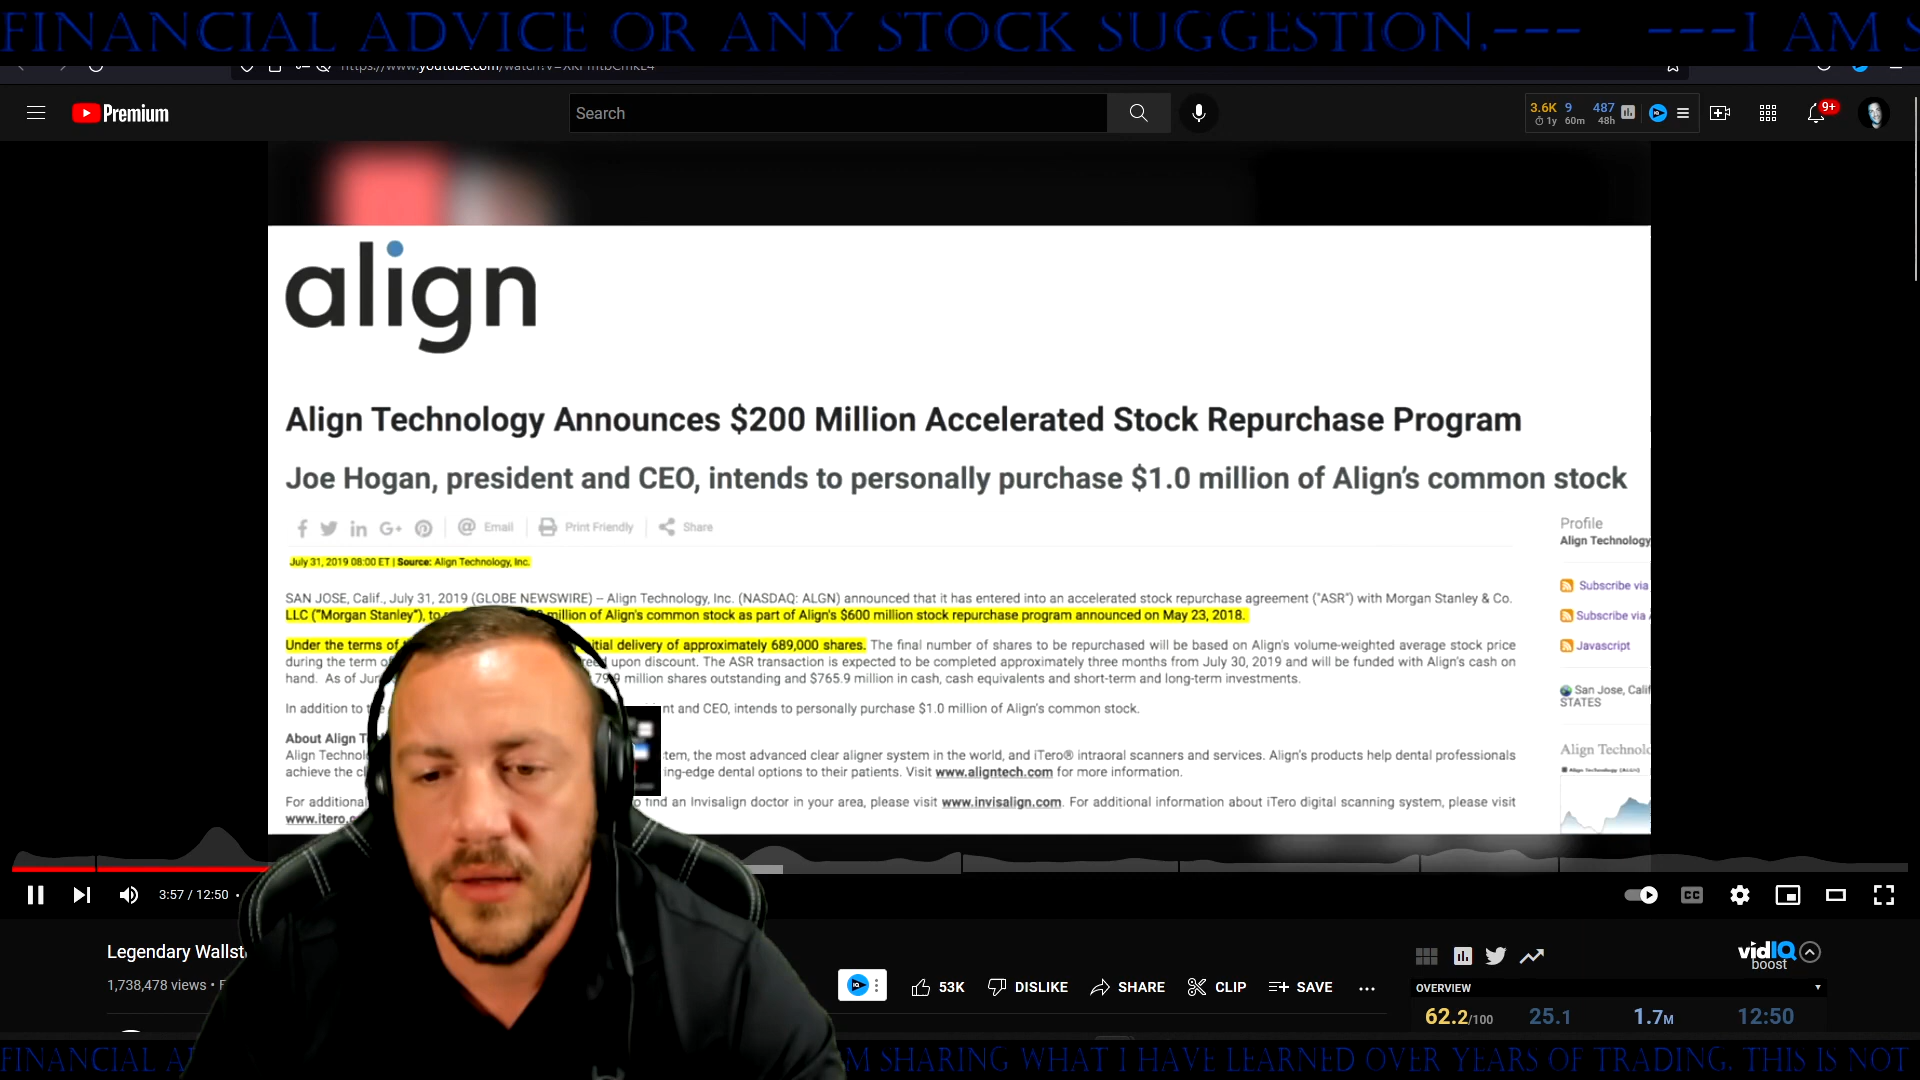 FINANCIAL ADVICE OR ANY STOCK SUGGESTION.--- ---I AM S
Premium
Search
3.6K 9 487
1y 60m 48h
9+
align
Align Technology Announces $200 Million Accelerated Stock Repurchase Program
Joe Hogan, president and CEO, intends to personally purchase $1.0 million of Align's common stock
Email Print Friendly Share
Profile
Align Technology
July 31, 2019 08:00 ET | Source: Align Technology, Inc.
Subscribe via
Subscribe via
Javascript
SAN JOSE, Calif., July 31, 2019 (GLOBE NEWSWIRE) -- Align Technology, Inc. (NASDAQ: ALGN) announced that it has entered into an accelerated stock repurchase agreement ("ASR") with Morgan Stanley & Co.
LLC ("Morgan Stanley"), to million of Align's common stock as part of Align's $600 million stock repurchase program announced on May 23, 2018.
Under the terms of delivery of approximately 689,000 shares. The final number of shares to be repurchased will be based on Align's volume-weighted average stock price
during the term of upon discount. The ASR transaction is expected to be completed approximately three months from July 30, 2019 and will be funded with Align's cash on
hand. As of 79.9 million shares outstanding and $765.9 million in cash, cash equivalents and short-term and long-term investments.
San Jose, Calif
STATES
In addition to and CEO, intends to personally purchase $1.0 million of Align's common stock.
About Align
Align the most advanced clear aligner system in the world, and iTero® intraoral scanners and services. Align's products help dental professionals
achieve the dental options to their patients. Visit www.aligntech.com for more information.
For additional find an Invisalign doctor in your area, please visit www.invisalign.com. For additional information about iTero digital scanning system, please visit
www.itero.
3:57 / 12:50
CC
Legendary
1,738,478 views •
53K DISLIKE SHARE CLIP SAVE
vidIQ
boost
OVERVIEW
62.2/100 25.1 1.7M 12:50
FINANCIAL M SHARING WHAT I HAVE LEARNED OVER YEARS OF TRADING. THIS IS NOT